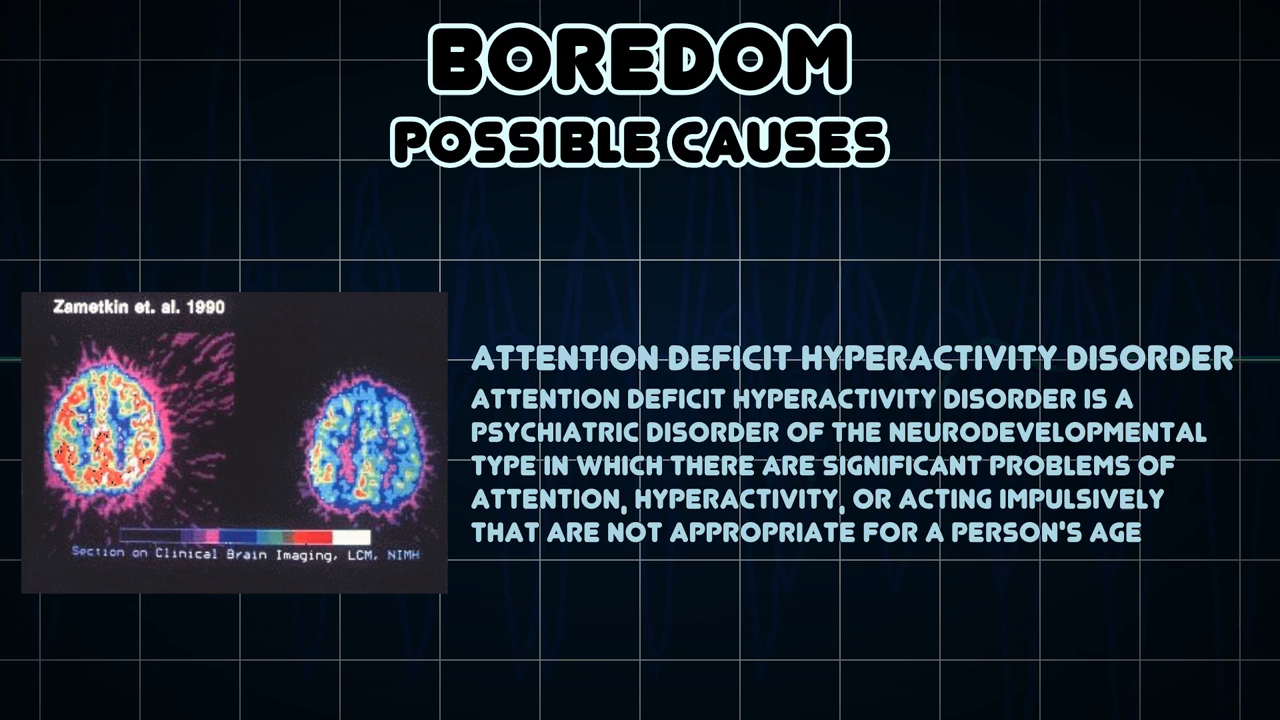 BOREDOM
POSSIBLE CAUSES
Zametkin et. al. 1990
Section on Clinical Brain Imaging, LCM, NIMH
ATTENTION DEFICIT HYPERACTIVITY DISORDER
ATTENTION DEFICIT HYPERACTIVITY DISORDER IS A
PSYCHIATRIC DISORDER OF THE NEURODEVELOPMENTAL
TYPE IN WHICH THERE ARE SIGNIFICANT PROBLEMS OF
ATTENTION, HYPERACTIVITY, OR ACTING IMPULSIVELY
THAT ARE NOT APPROPRIATE FOR A PERSON'S AGE